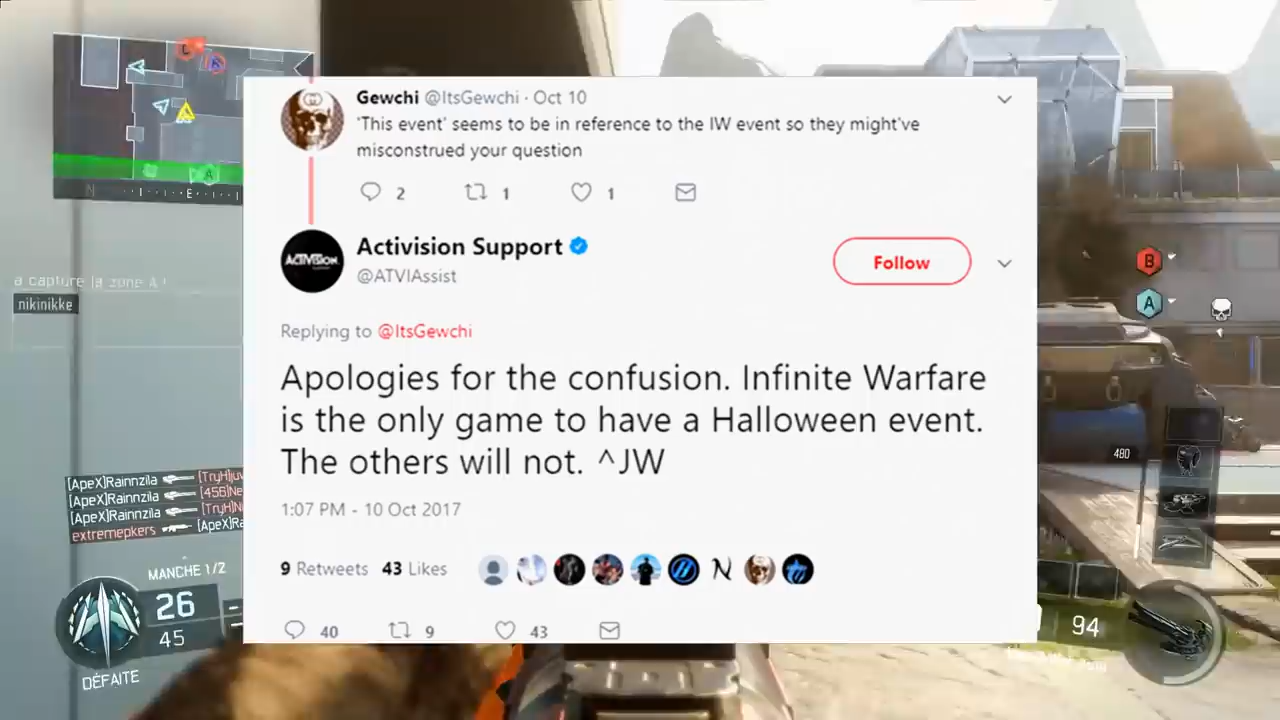 Gewchi @ItsGewchi · Oct 10
'This event' seems to be in reference to the IW event so they might've
misconstrued your question
2 1 1
ACTIVISION
Activision Support
@ATVIAssist
Follow
Replying to @ItsGewchi
Apologies for the confusion. Infinite Warfare
is the only game to have a Halloween event.
The others will not. ^JW
1:07 PM - 10 Oct 2017
9 Retweets 43 Likes
40 9 43
a capture la zone A !
nikinikke
[ApeX]Rainnzila
[ApeX]Rainnzila [456]Ne
[ApeX]Rainnzila
extremepkers
MANCHE 1/2
26
45
DÉFAITE
N E
A
B
A
480
94